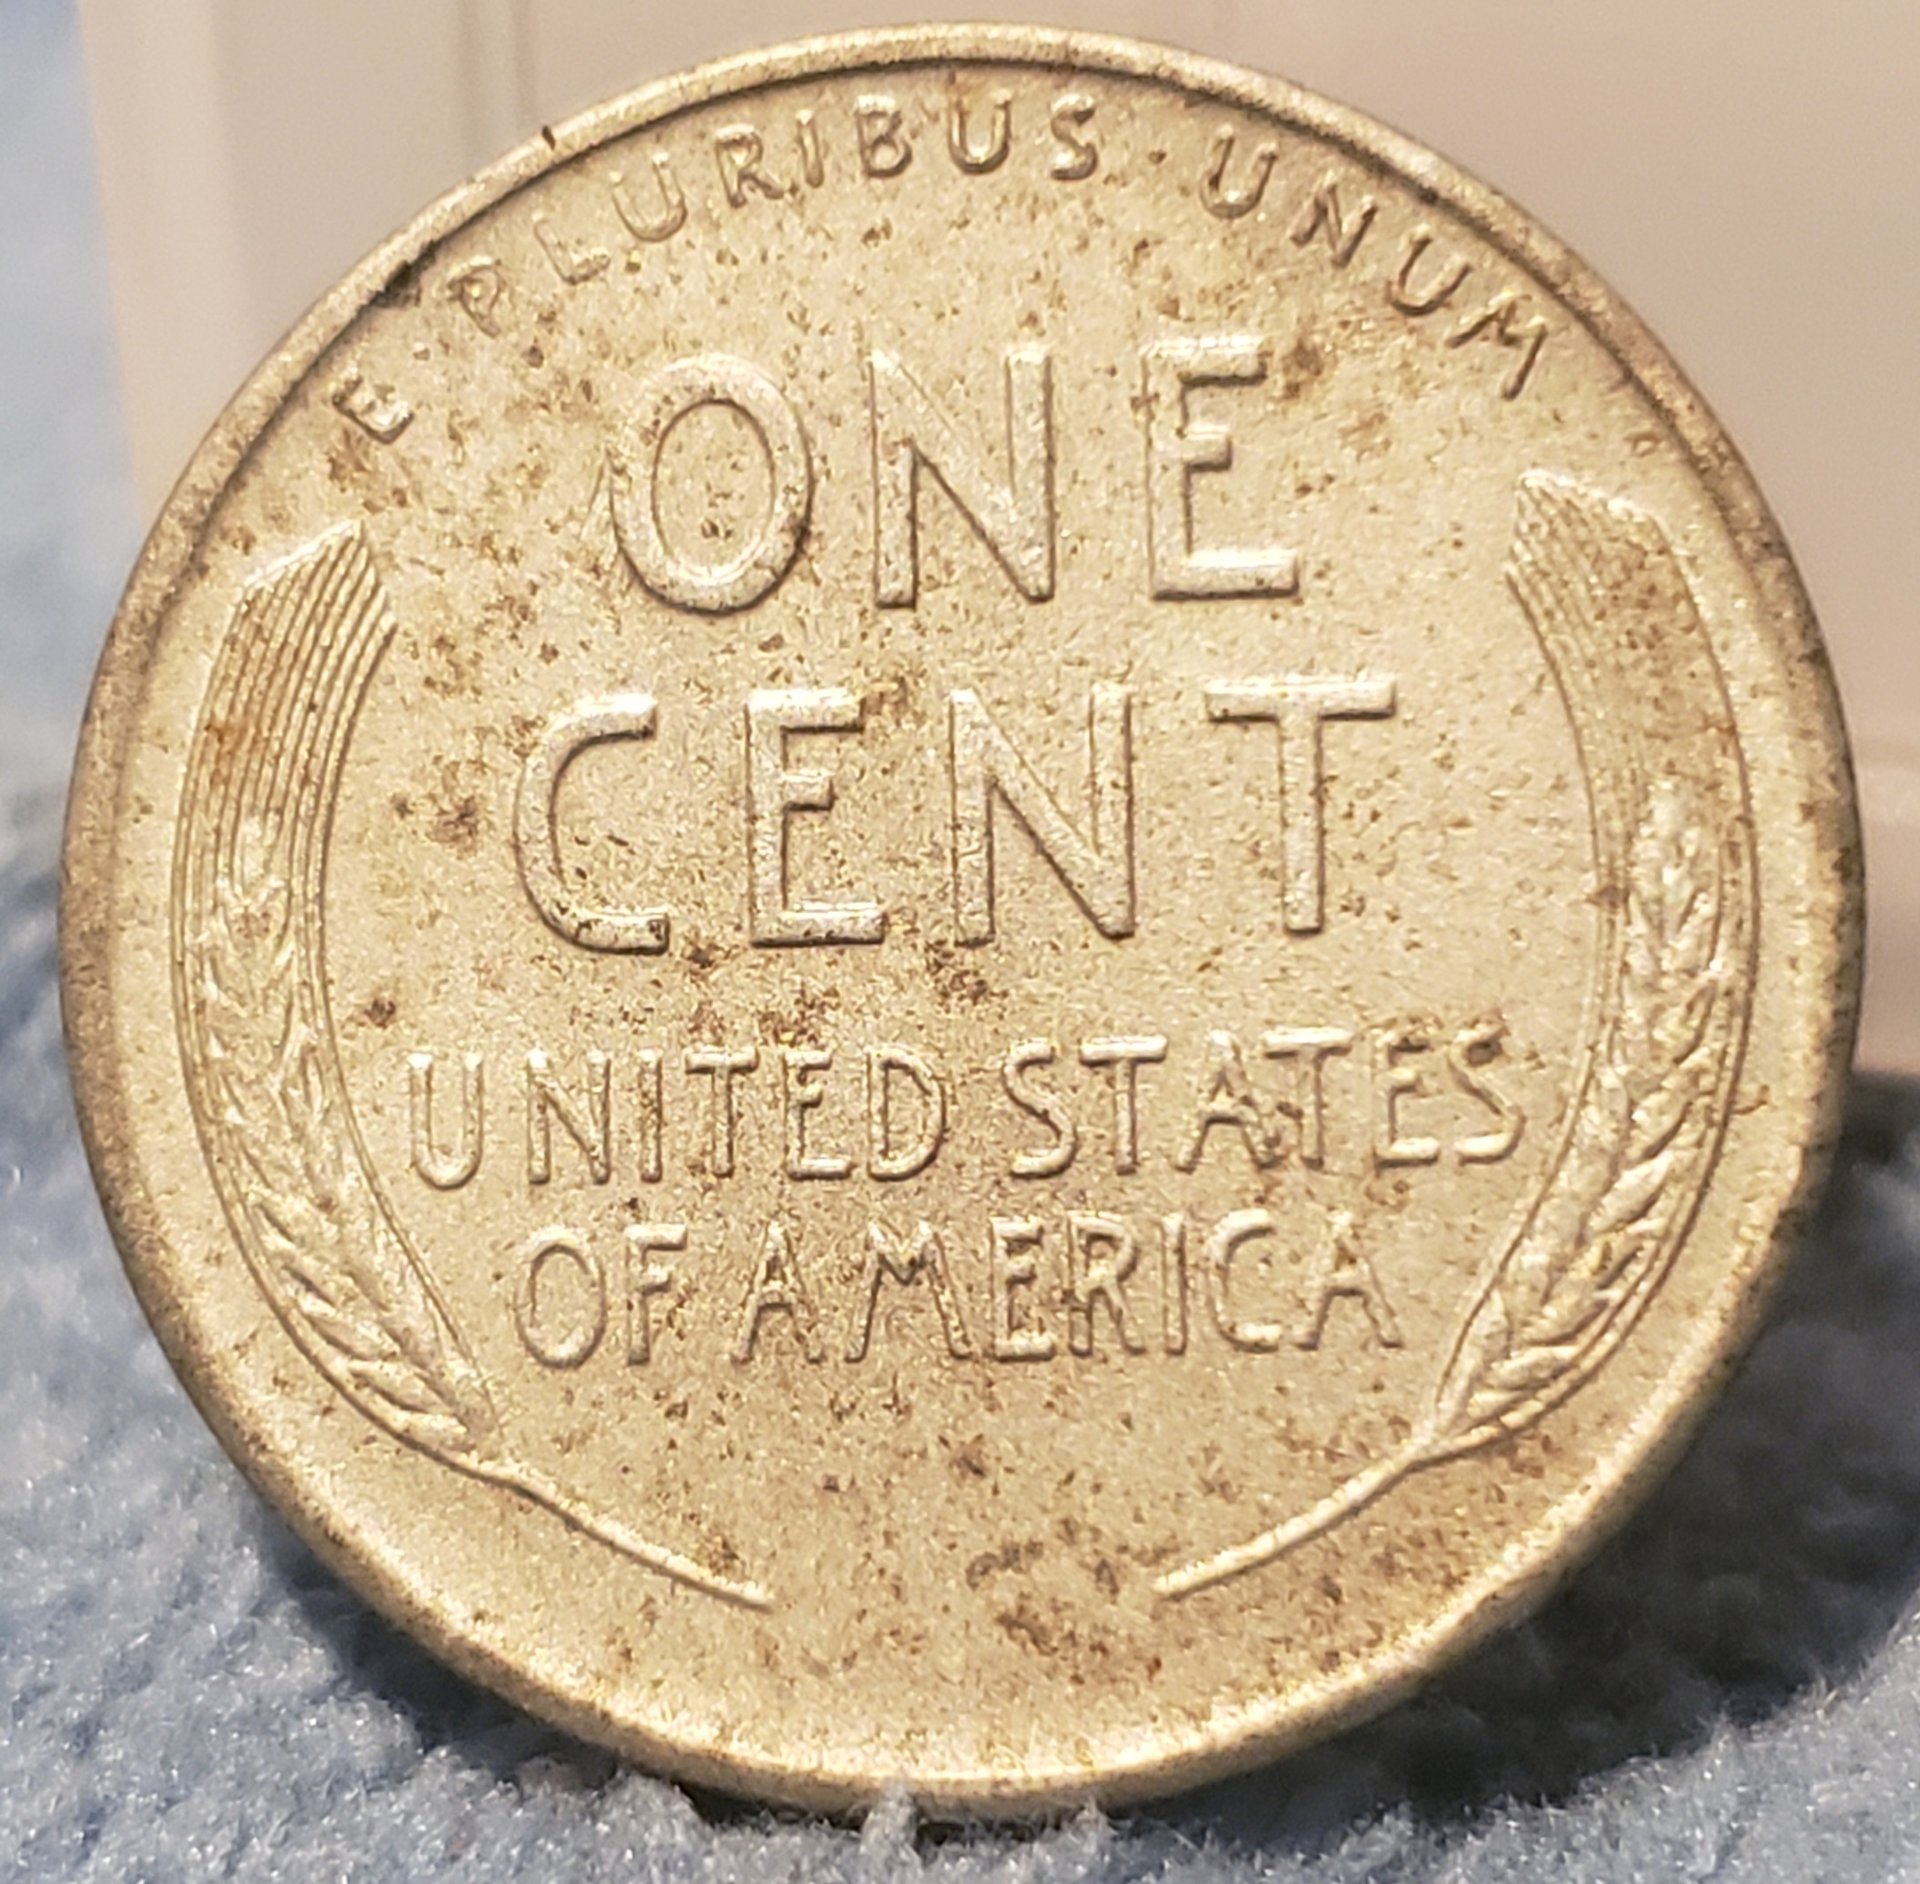 E PLURIBUS · UNUM
ONE
CENT
UNITED STATES
OF AMERICA